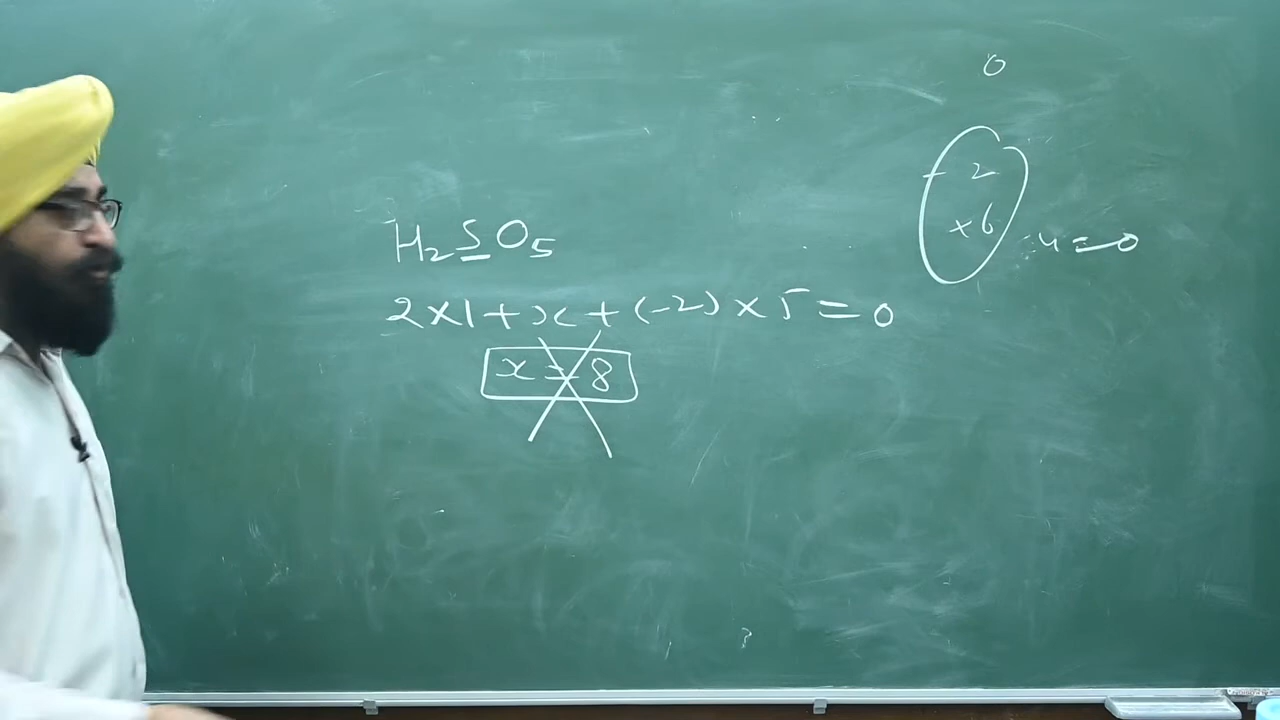 0
- 2
x 6
4 = 0
H₂SO₅
2×1+x+(-2)×5=0
x = 8